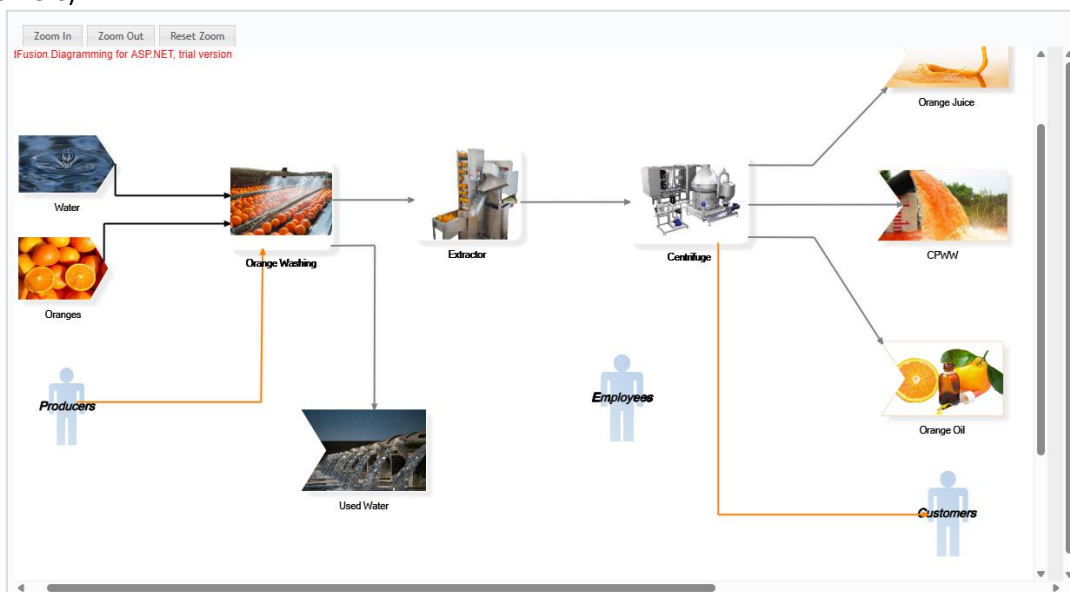 Zoom In
Zoom Out
Reset Zoom
Fusion.Diagramming for ASP.NET, trial version
Orange Juice
Water
Orange Washing
Extractor
Centrifuge
CPWW
Oranges
Producers
Employees
Orange Oil
Used Water
Customers